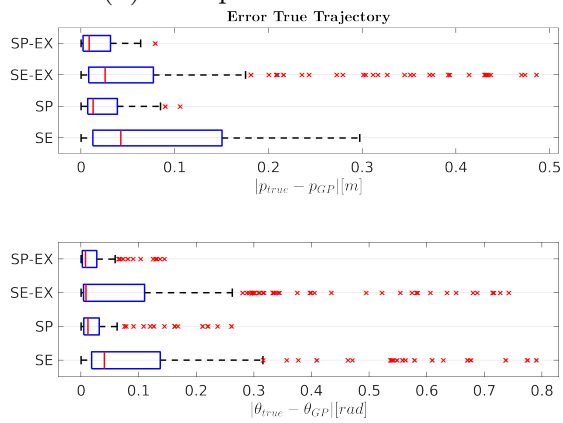 Error True Trajectory
SP-EX
SE-EX
SP
SE
0 0.1 0.2 0.3 0.4 0.5
|p_true − p_GP|[m]
SP-EX
SE-EX
SP
SE
0 0.1 0.2 0.3 0.4 0.5 0.6 0.7 0.8
|θ_true − θ_GP|[rad]